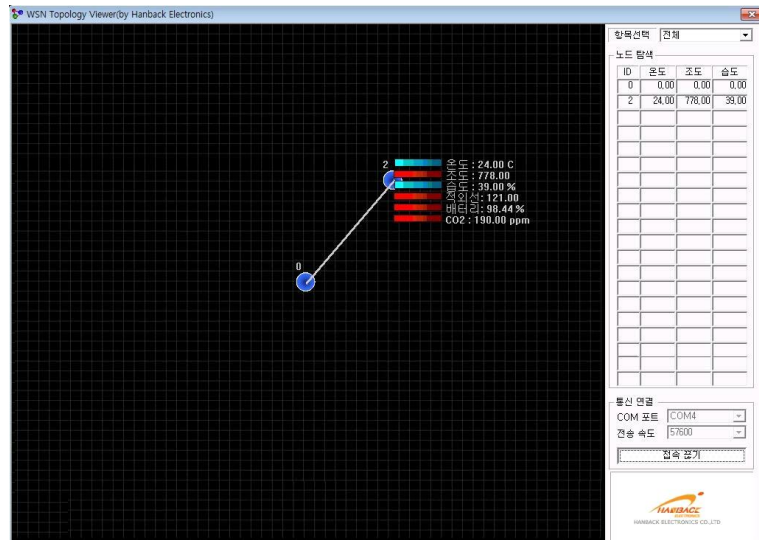 WSN Topology Viewer(by Hanback Electronics)
항목선택 전체
노드 탐색
ID 온도 조도 습도
0 0,00 0,00 0,00
2 24,00 778,00 39,00
2
온도 : 24.00 C
조도 : 778.00
습도 : 39.00 %
적외선 : 121.00
배터리 : 98.44 %
CO2 : 190.00 ppm
0
통신 연결
COM 포트 COM4
전송 속도 57600
접속 끊기
HANBACK
ELECTRONICS
HANBACK ELECTRONICS CO.,LTD